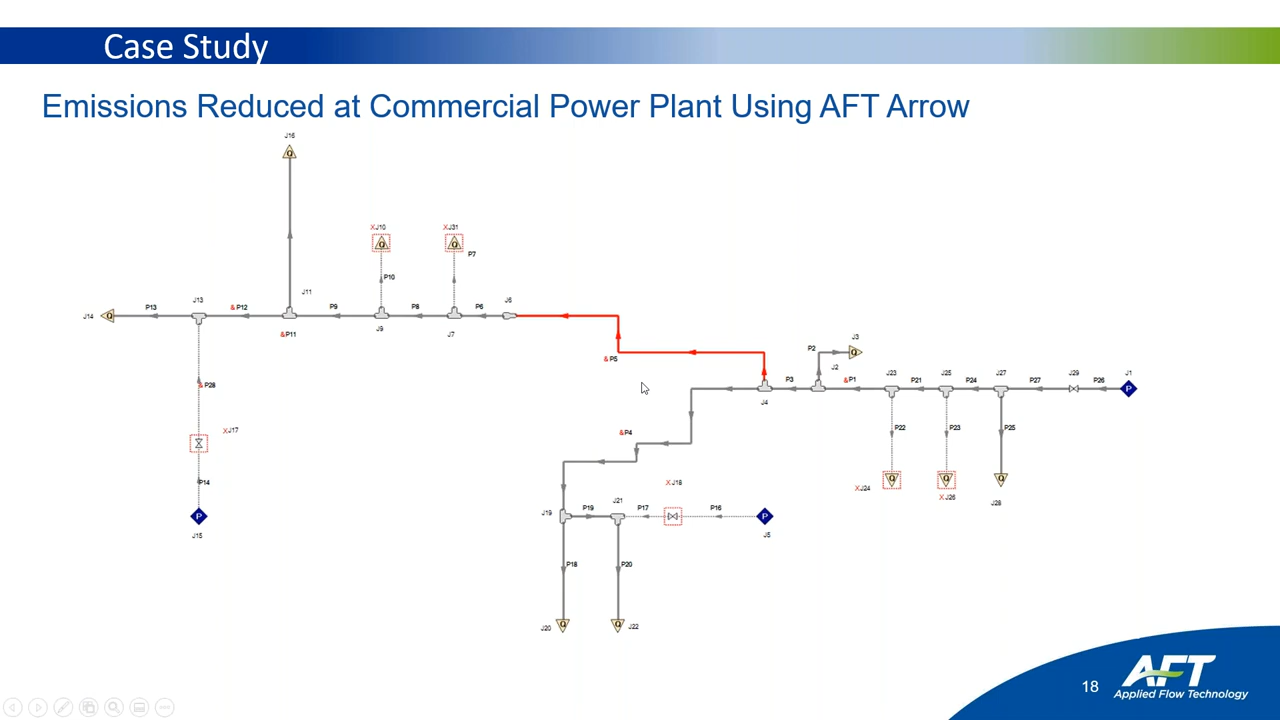 Case Study
Emissions Reduced at Commercial Power Plant Using AFT Arrow
J16
XJ10
XJ31
P7
P10
J11
J13
J6
P13
&P12
P9
P8
P6
J14
&P11
J9
J7
J3
P2
&P5
J2
&P28
P3
&P1
J23
P21
J25
P24
J27
P27
J29
P26
J1
J4
XJ17
&P4
P22
P23
P25
P14
XJ18
XJ24
XJ26
J28
J19
P19
J21
P17
P16
J15
J5
P18
P20
J20
J22
Q
Q
Q
Q
Q
Q
Q
Q
Q
Q
P
P
P
18
AFT
Applied Flow Technology